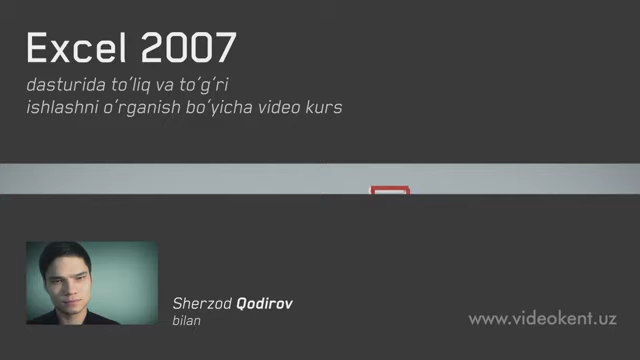 Excel 2007
dasturida to‘liq va to‘g‘ri
ishlashni o‘rganish bo‘yicha video kurs
Sherzod Qodirov
bilan
www.videokent.uz